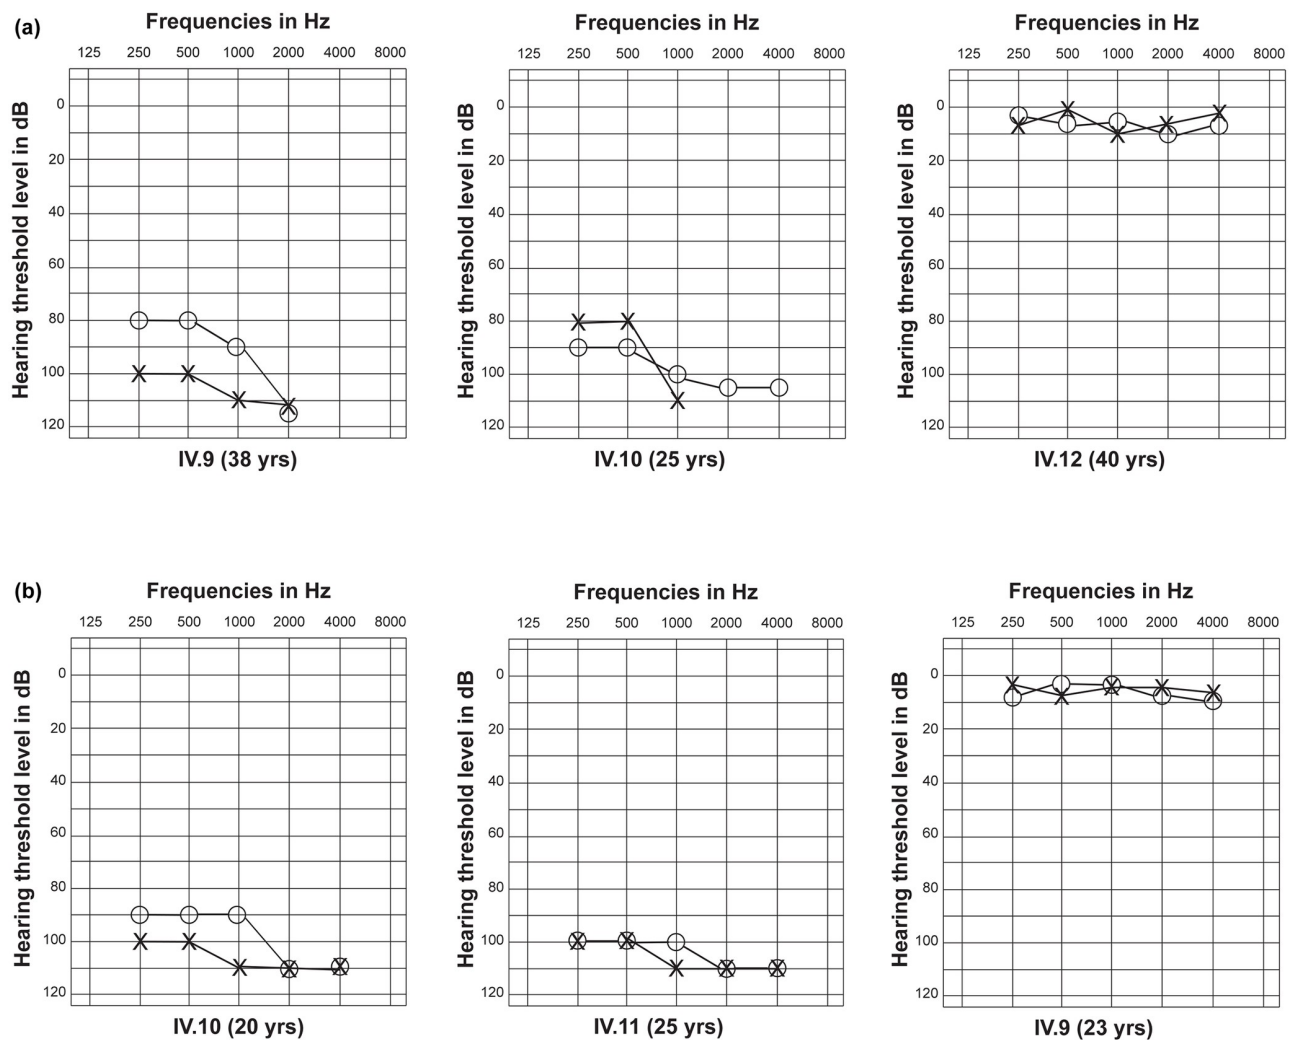 (a)
Frequencies in Hz
125 250 500 1000 2000 4000 8000
Hearing threshold level in dB
0
20
40
60
80
100
120
IV.9 (38 yrs)
Frequencies in Hz
125 250 500 1000 2000 4000 8000
Hearing threshold level in dB
0
20
40
60
80
100
120
IV.10 (25 yrs)
Frequencies in Hz
125 250 500 1000 2000 4000 8000
Hearing threshold level in dB
0
20
40
60
80
100
120
IV.12 (40 yrs)
(b)
Frequencies in Hz
125 250 500 1000 2000 4000 8000
Hearing threshold level in dB
0
20
40
60
80
100
120
IV.10 (20 yrs)
Frequencies in Hz
125 250 500 1000 2000 4000 8000
Hearing threshold level in dB
0
20
40
60
80
100
120
IV.11 (25 yrs)
Frequencies in Hz
125 250 500 1000 2000 4000 8000
Hearing threshold level in dB
0
20
40
60
80
100
120
IV.9 (23 yrs)